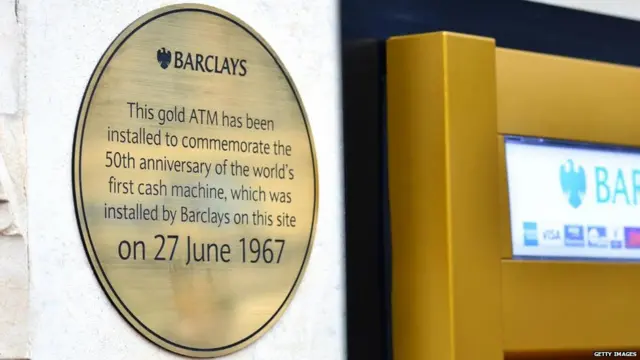 BARCLAYS
This gold ATM has been
installed to commemorate the
50th anniversary of the world's
first cash machine, which was
installed by Barclays on this site
on 27 June 1967
BAR
VISA
GETTY IMAGES